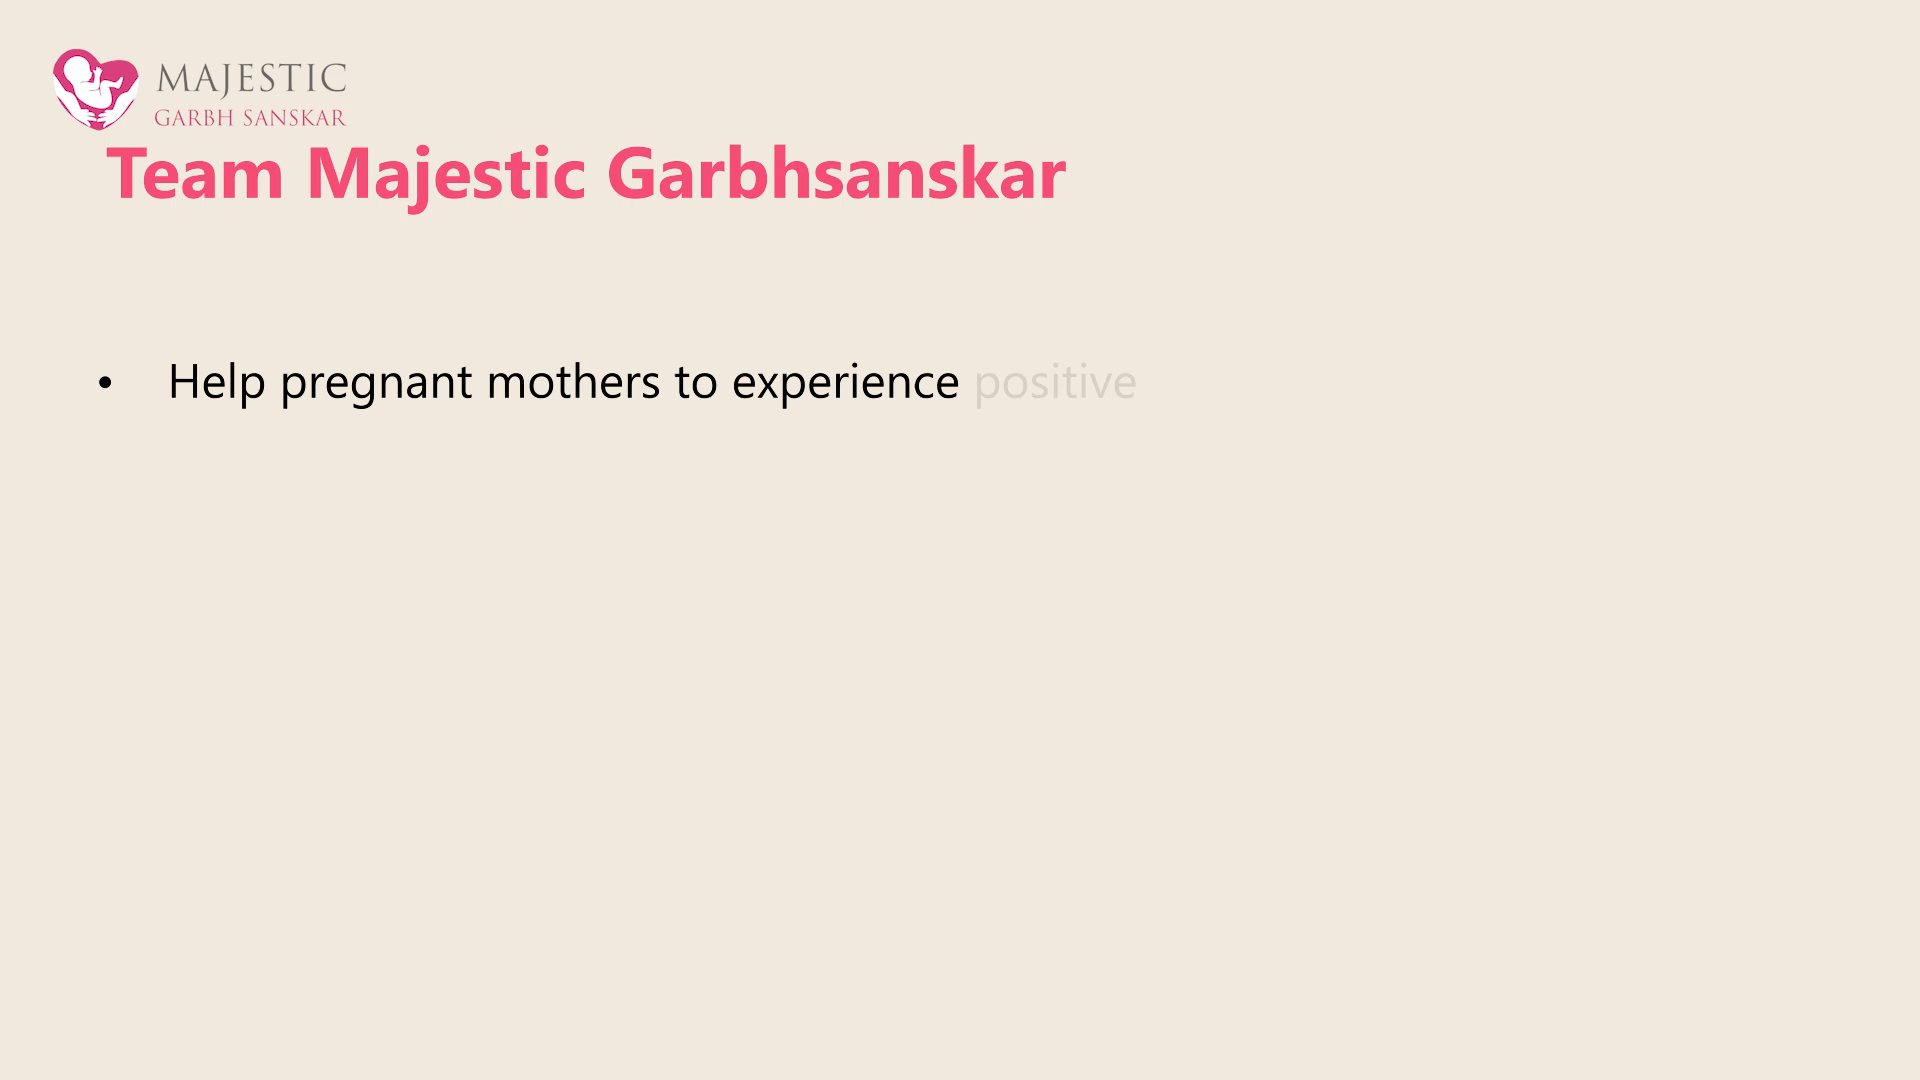 MAJESTIC
GARBH SANSKAR
Team Majestic Garbhsanskar
• Help pregnant mothers to experience positive